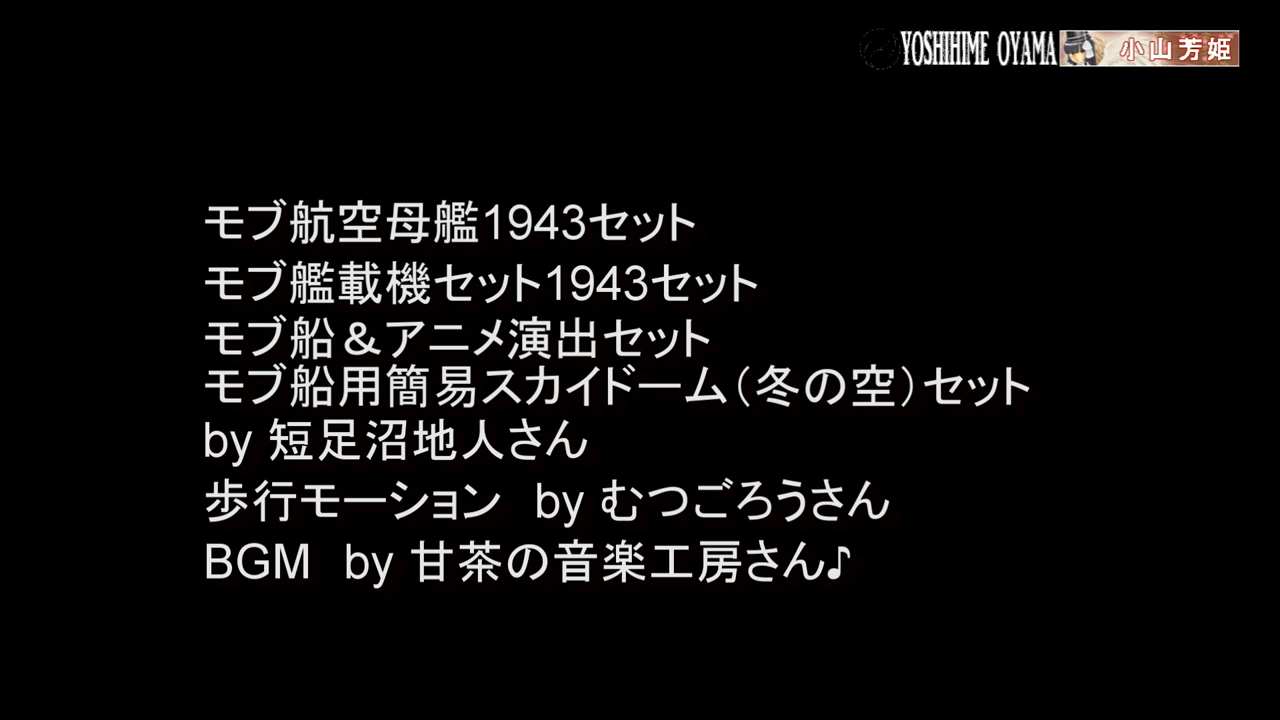 YOSHIHIME OYAMA 小山芳姫
モブ航空母艦1943セット
モブ艦載機セット1943セット
モブ船&アニメ演出セット
モブ船用簡易スカイドーム(冬の空)セット
by 短足沼地人さん
歩行モーション　by むつごろうさん
BGM　by 甘茶の音楽工房さん♪